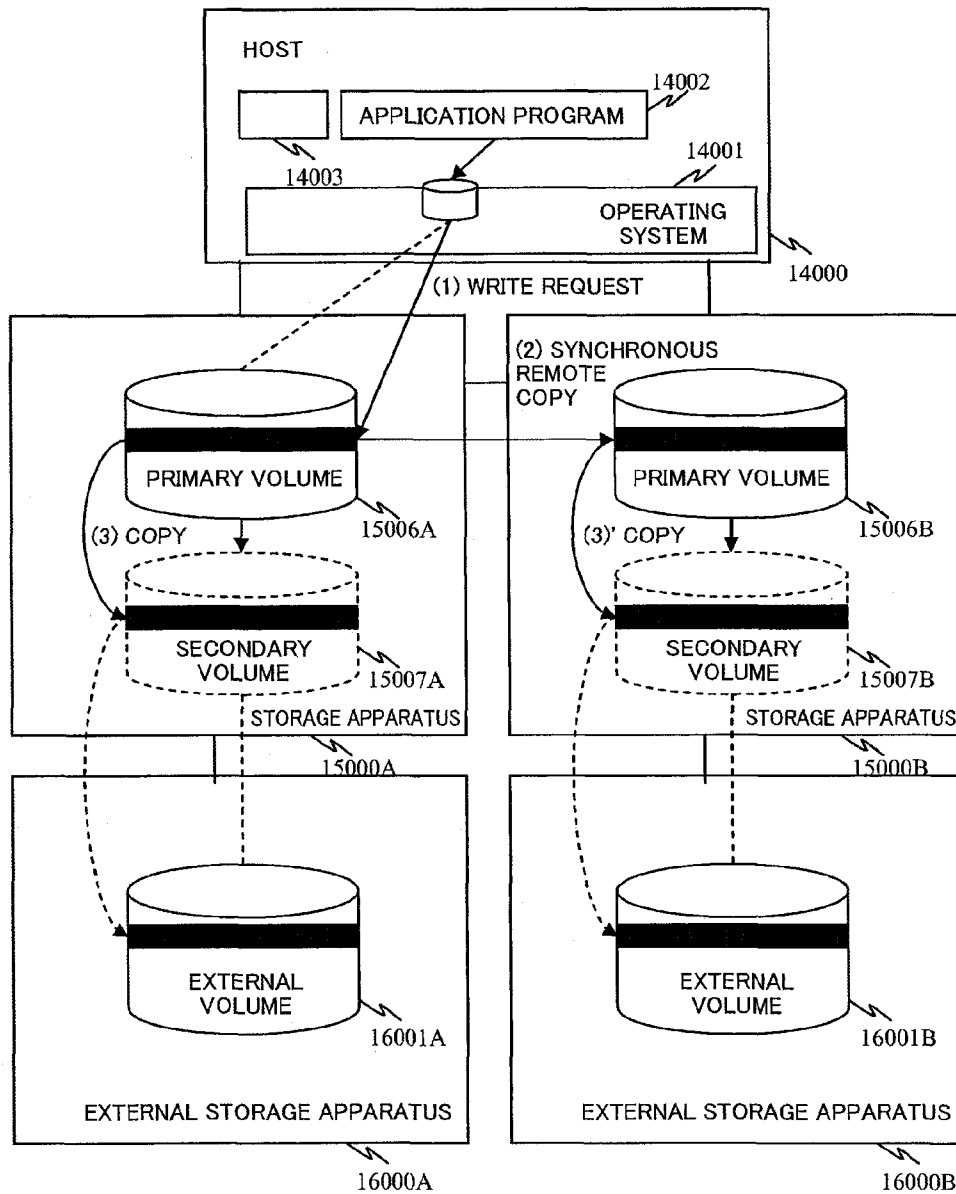 HOST
14002
APPLICATION PROGRAM
14003
14001
OPERATING
SYSTEM
14000
(1) WRITE REQUEST
(2) SYNCHRONOUS
REMOTE
COPY
PRIMARY VOLUME
15006A
PRIMARY VOLUME
15006B
(3) COPY
(3)' COPY
SECONDARY
VOLUME
15007A
SECONDARY
VOLUME
15007B
STORAGE APPARATUS
15000A
STORAGE APPARATUS
15000B
EXTERNAL
VOLUME
16001A
EXTERNAL
VOLUME
16001B
EXTERNAL STORAGE APPARATUS
16000A
EXTERNAL STORAGE APPARATUS
16000B